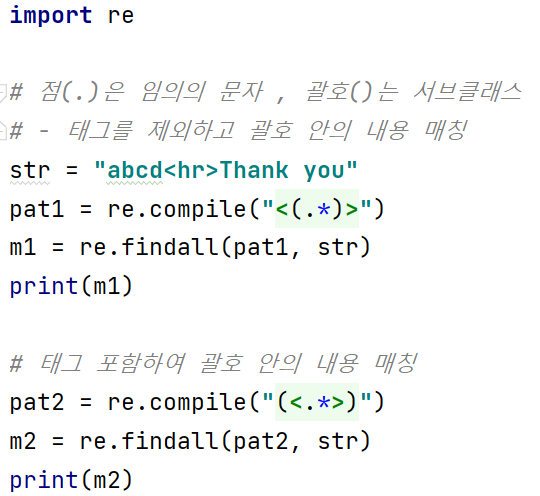 import re
# 점(.)은 임의의 문자 , 괄호()는 서브클래스
# - 태그를 제외하고 괄호 안의 내용 매칭
str = "abcd<hr>Thank you"
pat1 = re.compile("<(.*)>")
m1 = re.findall(pat1, str)
print(m1)
# 태그 포함하여 괄호 안의 내용 매칭
pat2 = re.compile("(<.*>)")
m2 = re.findall(pat2, str)
print(m2)